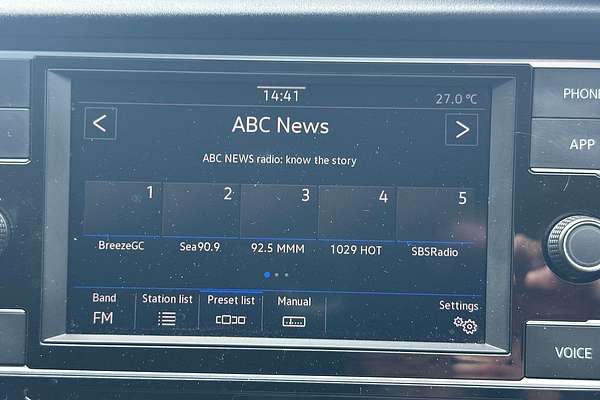 14:41
27.0 °C
PHONE
< ABC News >
APP
ABC NEWS radio: know the story
1 2 3 4 5
BreezeGC Sea90.9 92.5 MMM 1029 HOT SBSRadio
Band Station list Preset list Manual Settings
FM
VOICE